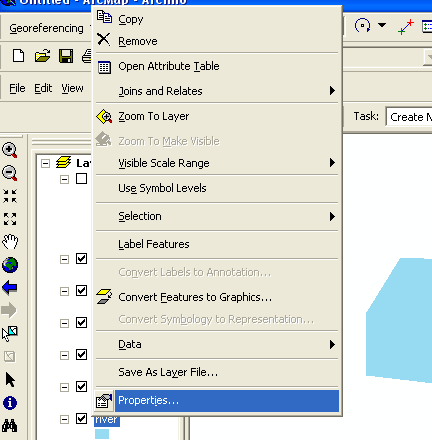 Untitled - ArcMap - ArcInfo
Georeferencing
File Edit View
Task: Create N
Copy
Remove
Open Attribute Table
Joins and Relates
Zoom To Layer
Zoom To Make Visible
Visible Scale Range
Use Symbol Levels
Selection
Label Features
Convert Labels to Annotation...
Convert Features to Graphics...
Convert Symbology to Representation...
Data
Save As Layer File...
Properties...
Lay
river